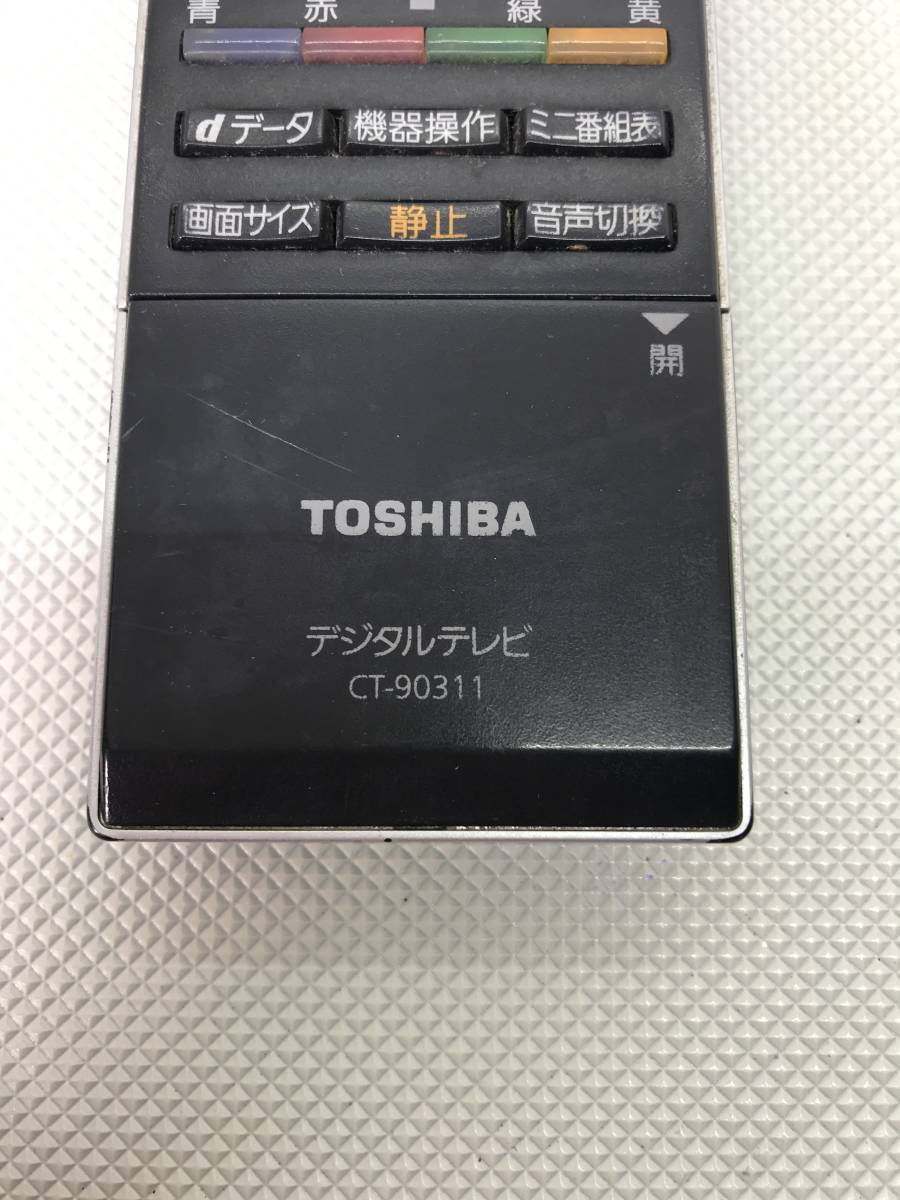 青 赤 緑 黄
dデータ 機器操作 ミニ番組表
画面サイズ 静止 音声切換
開
TOSHIBA
デジタルテレビ
CT-90311